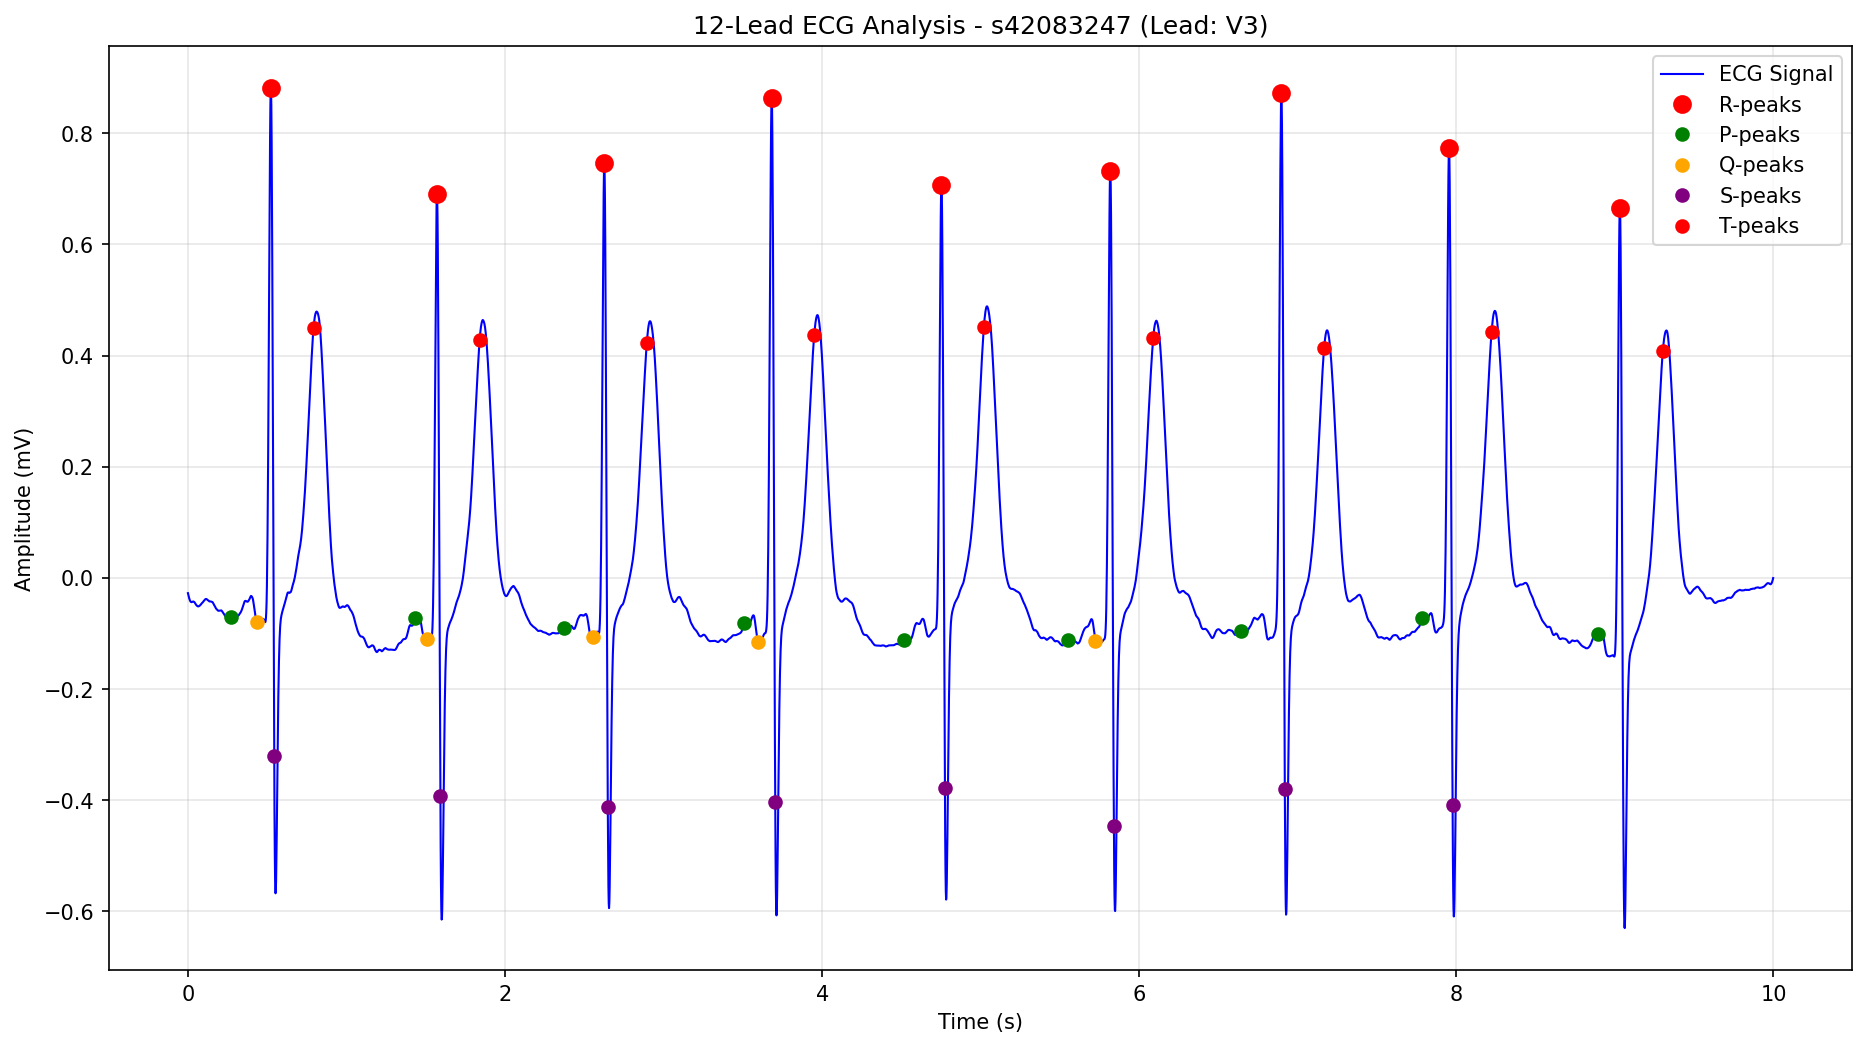 12-Lead ECG Analysis - s42083247 (Lead: V3)
ECG Signal
R-peaks
P-peaks
Q-peaks
S-peaks
T-peaks
Amplitude (mV)
0.8
0.6
0.4
0.2
0.0
−0.2
−0.4
−0.6
0 2 4 6 8 10
Time (s)